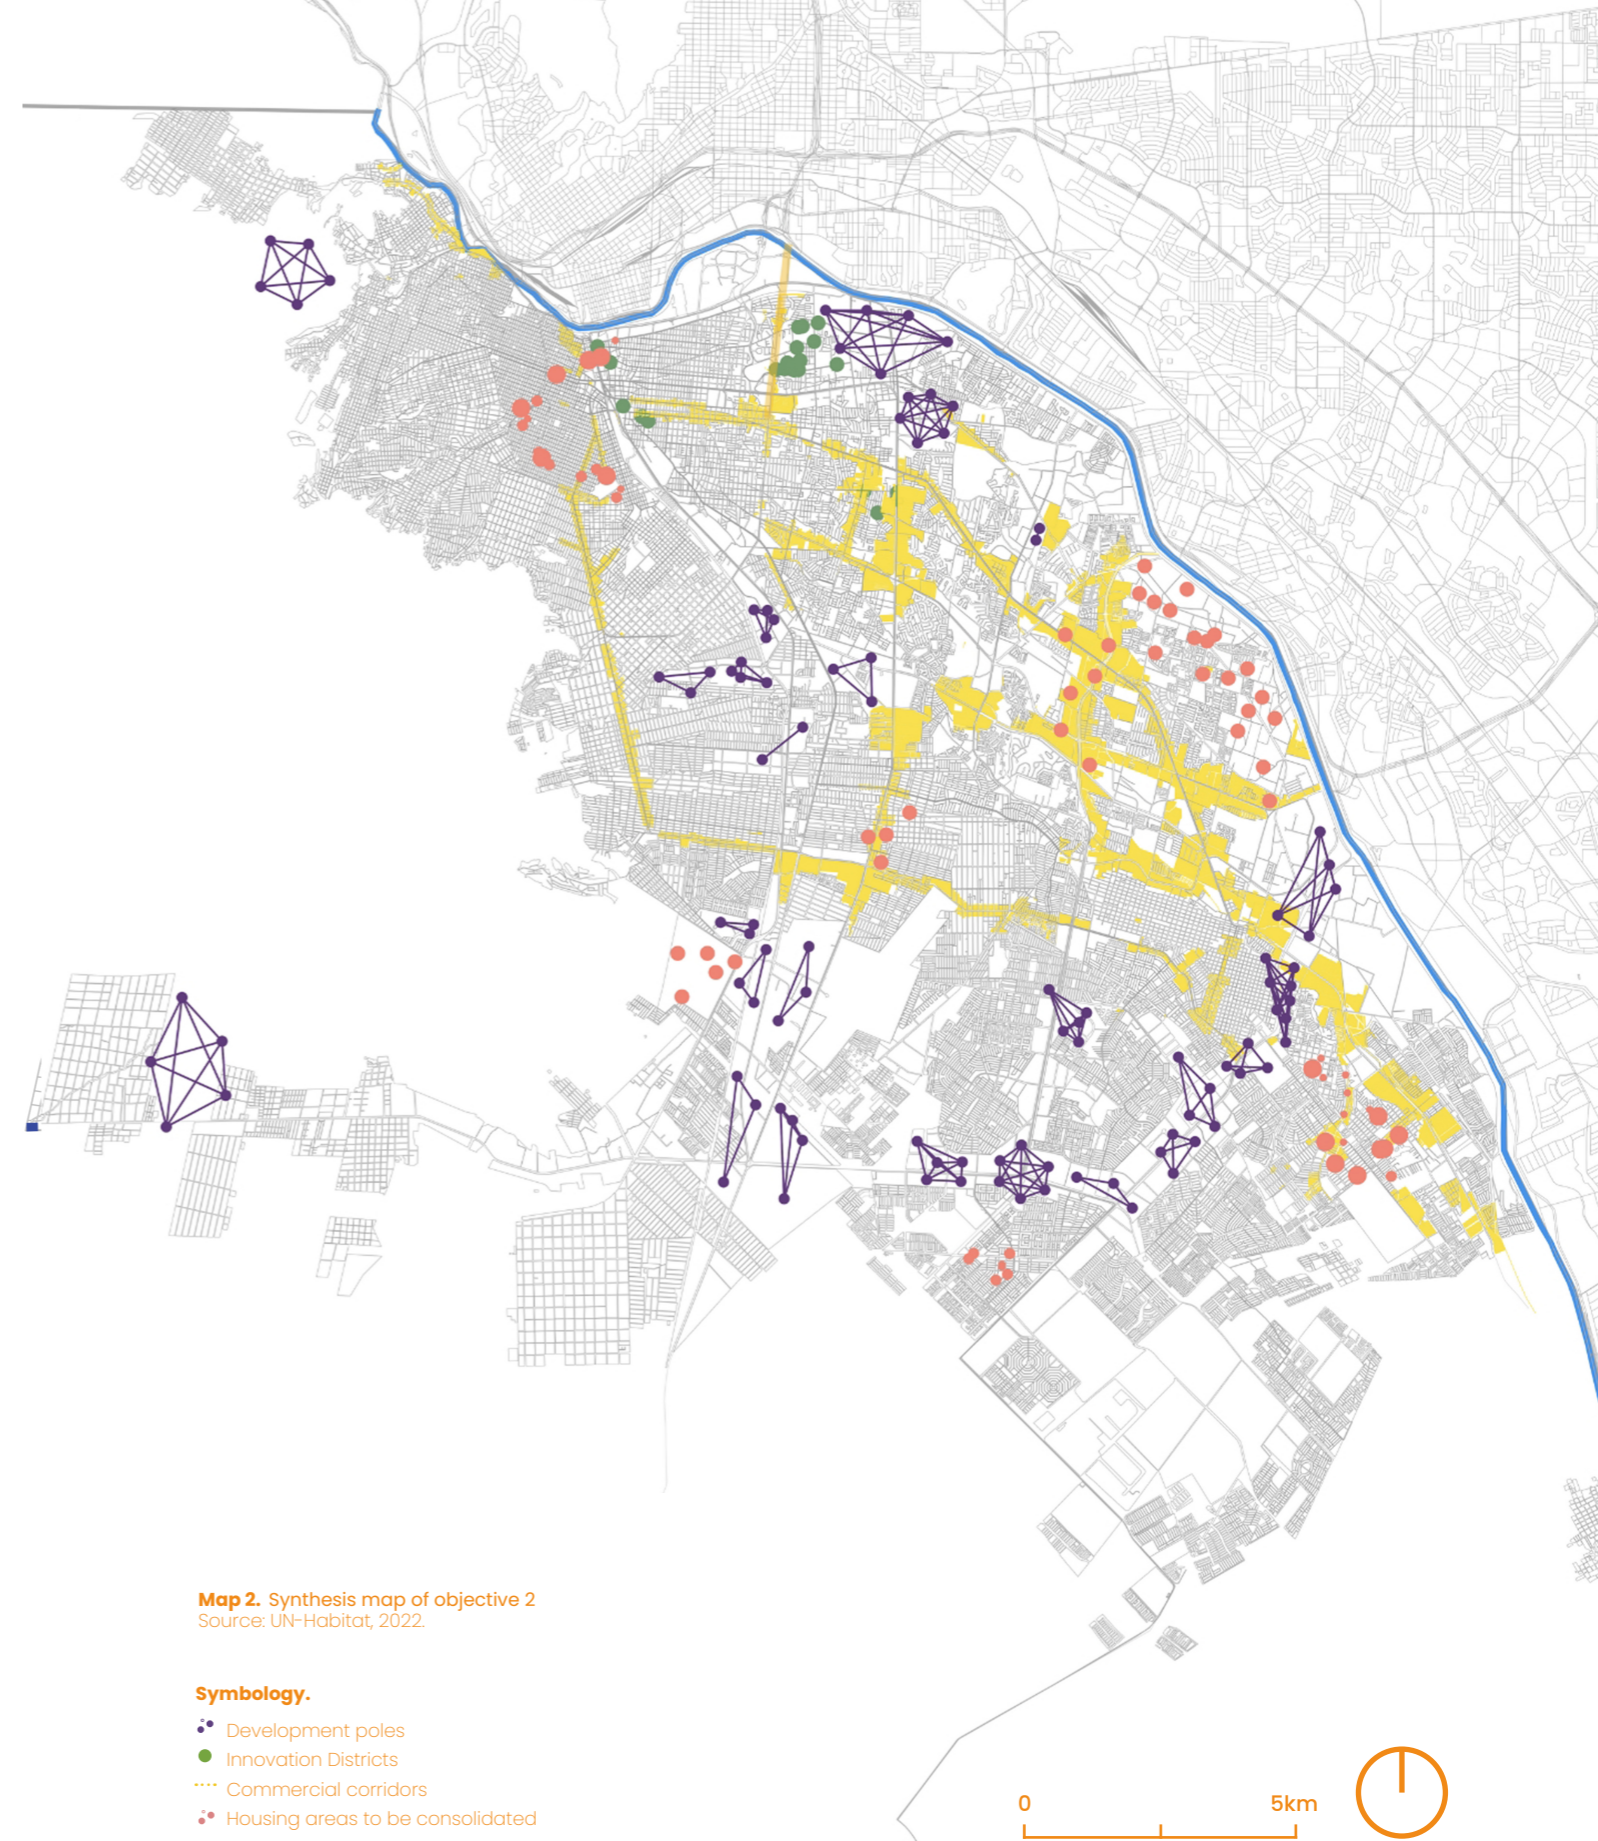 Map 2. Synthesis map of objective 2
Source: UN-Habitat, 2022.
Symbology.
Development poles
Innovation Districts
Commercial corridors
Housing areas to be consolidated
0 5km